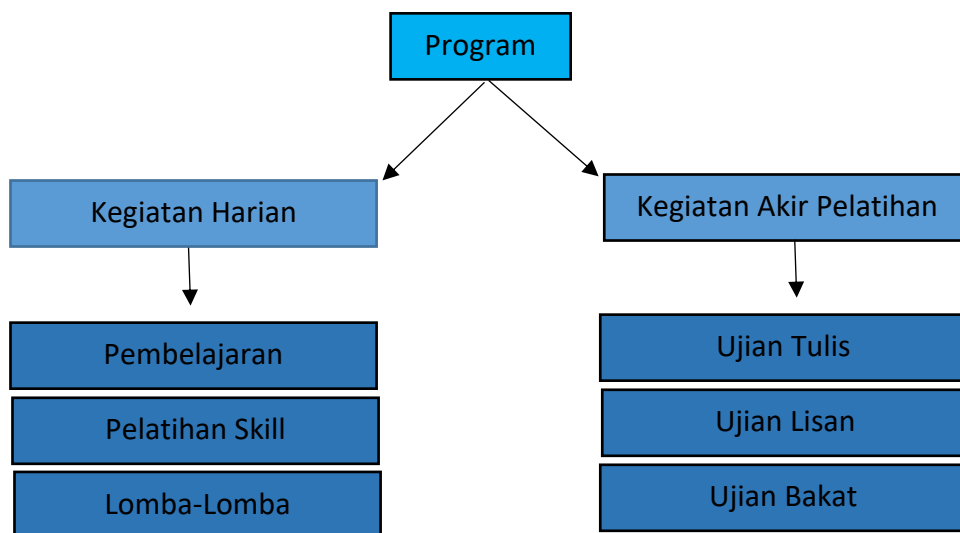 Program
Kegiatan Harian
Kegiatan Akir Pelatihan
Pembelajaran
Pelatihan Skill
Lomba-Lomba
Ujian Tulis
Ujian Lisan
Ujian Bakat